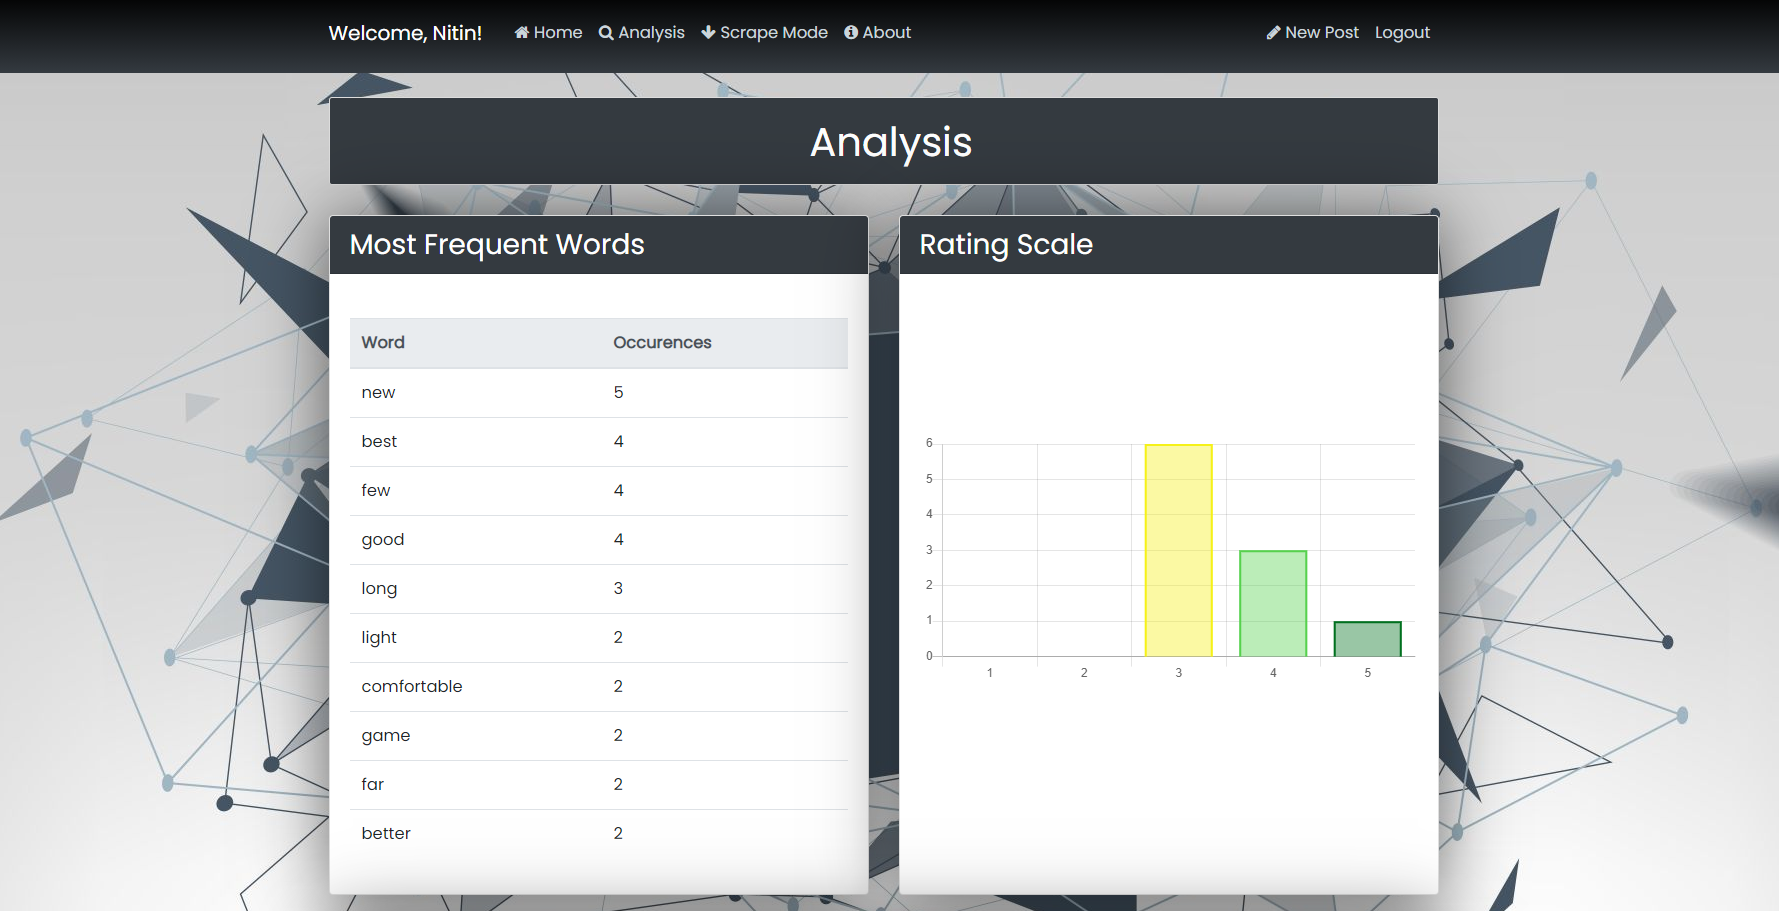 Welcome, Nitin! Home Analysis Scrape Mode About New Post Logout
Analysis
Most Frequent Words
Word Occurences
new 5
best 4
few 4
good 4
long 3
light 2
comfortable 2
game 2
far 2
better 2
Rating Scale
6
5
4
3
2
1
0
1 2 3 4 5